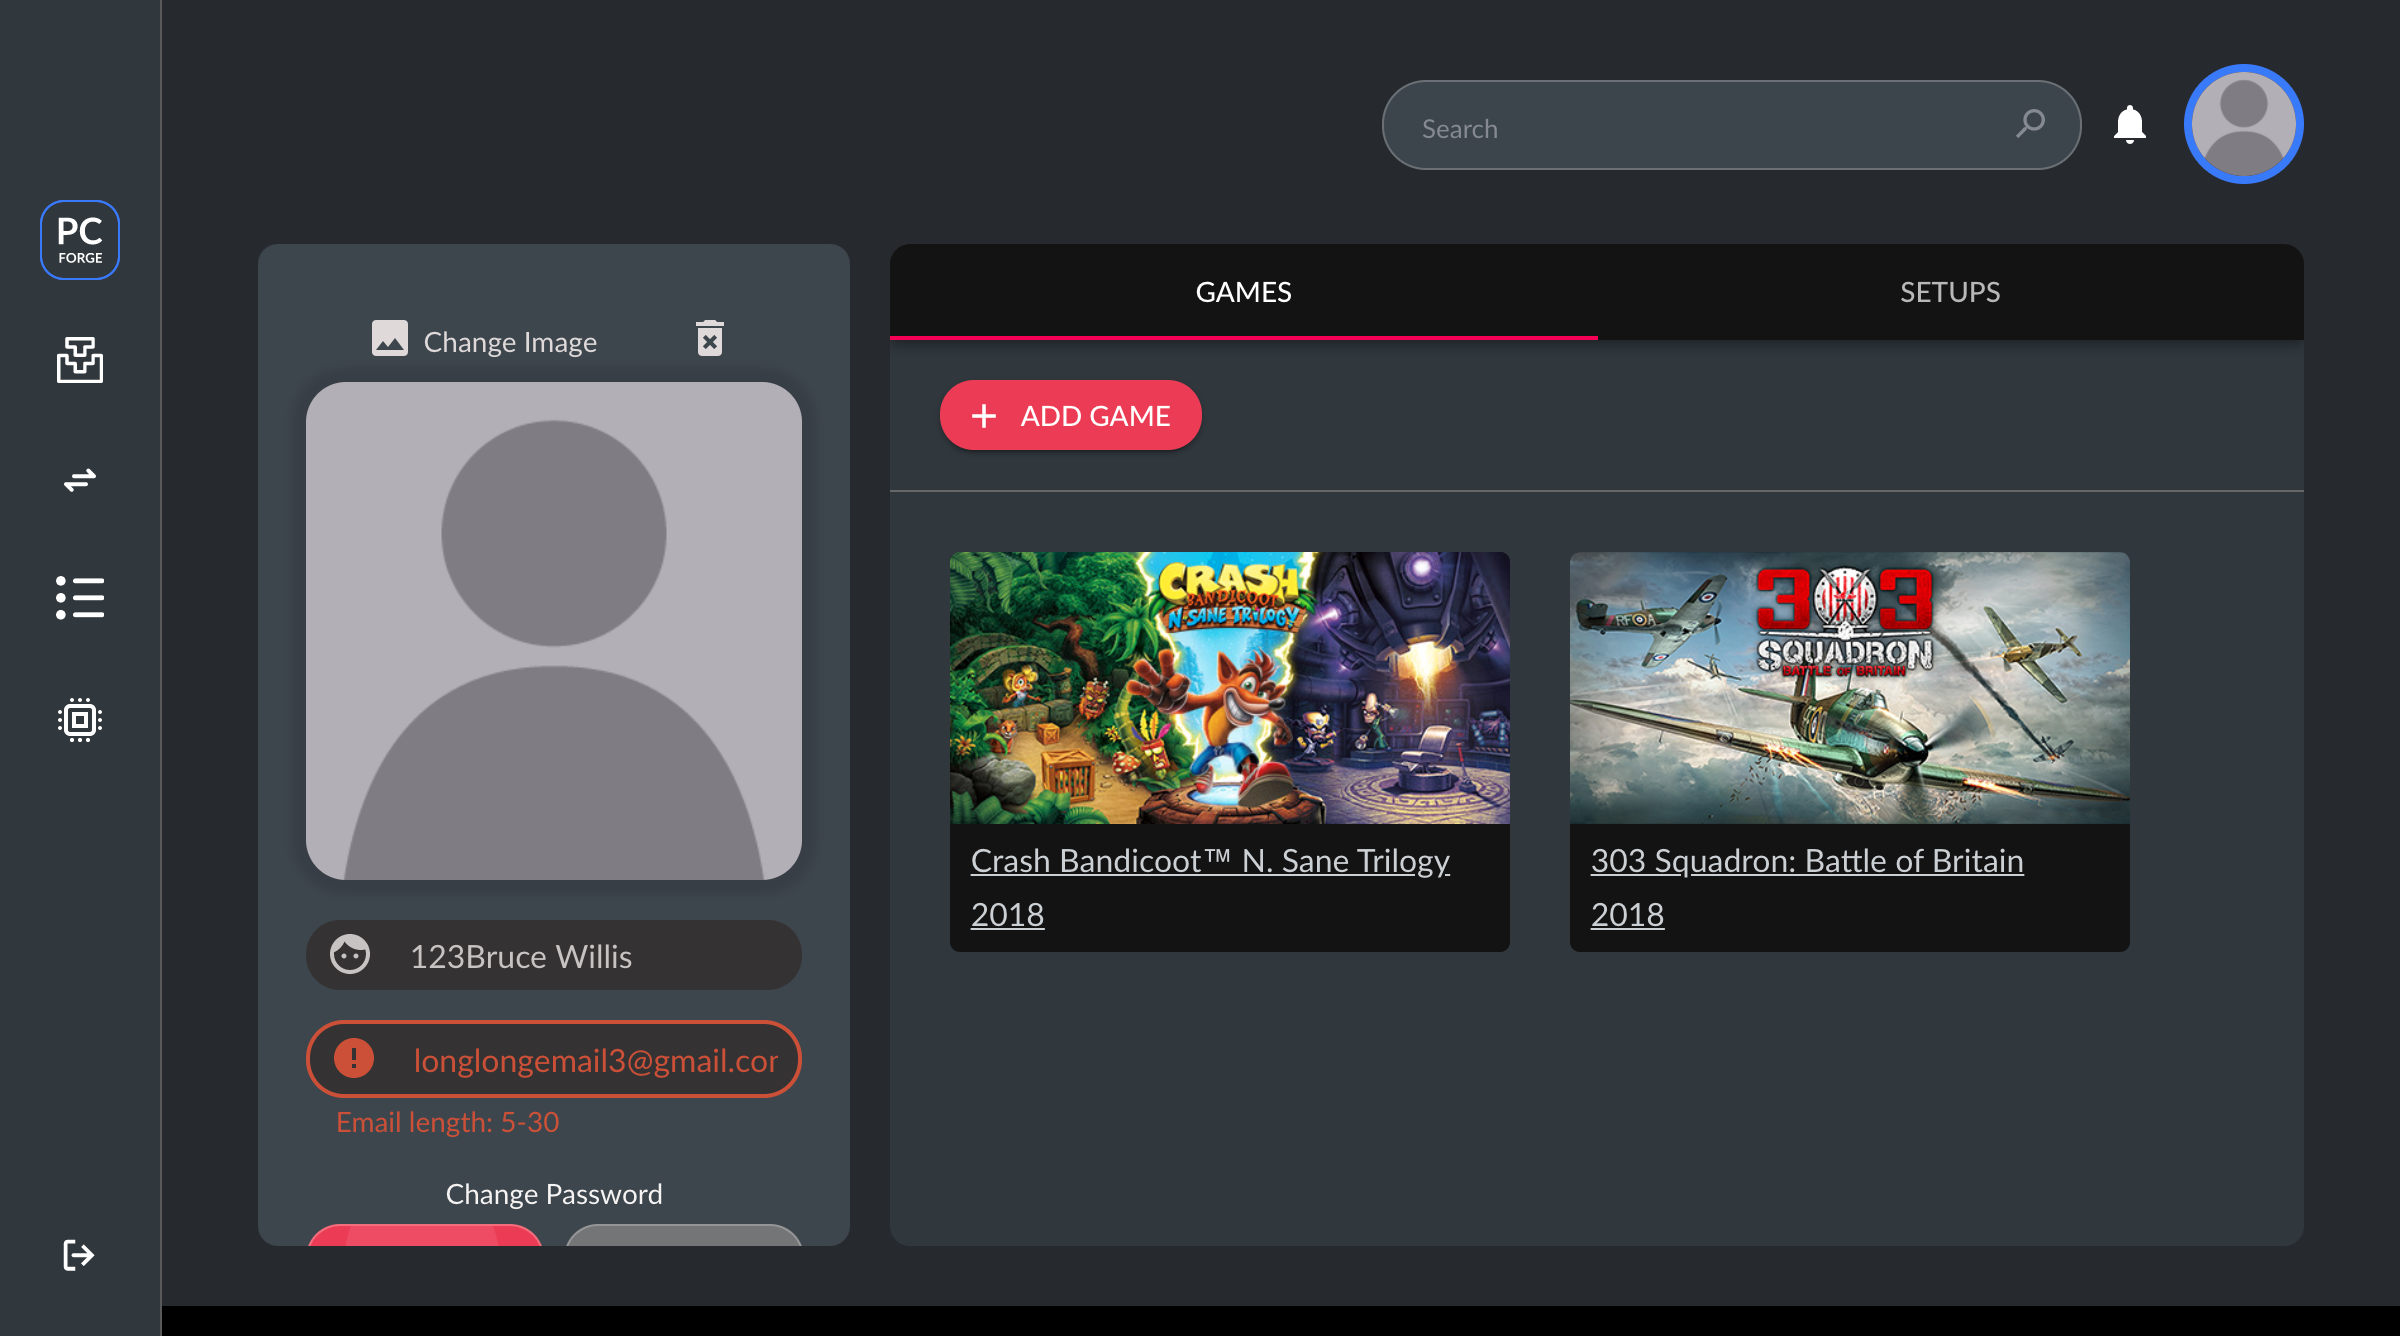 Search
PC
FORGE
GAMES
SETUPS
Change Image
ADD GAME
CRASH
BANDICOOT
N. SANE TRILOGY
303
SQUADRON
BATTLE OF BRITAIN
Crash Bandicoot™ N. Sane Trilogy
2018
303 Squadron: Battle of Britain
2018
123Bruce Willis
longlongemail3@gmail.cor
Email length: 5-30
Change Password